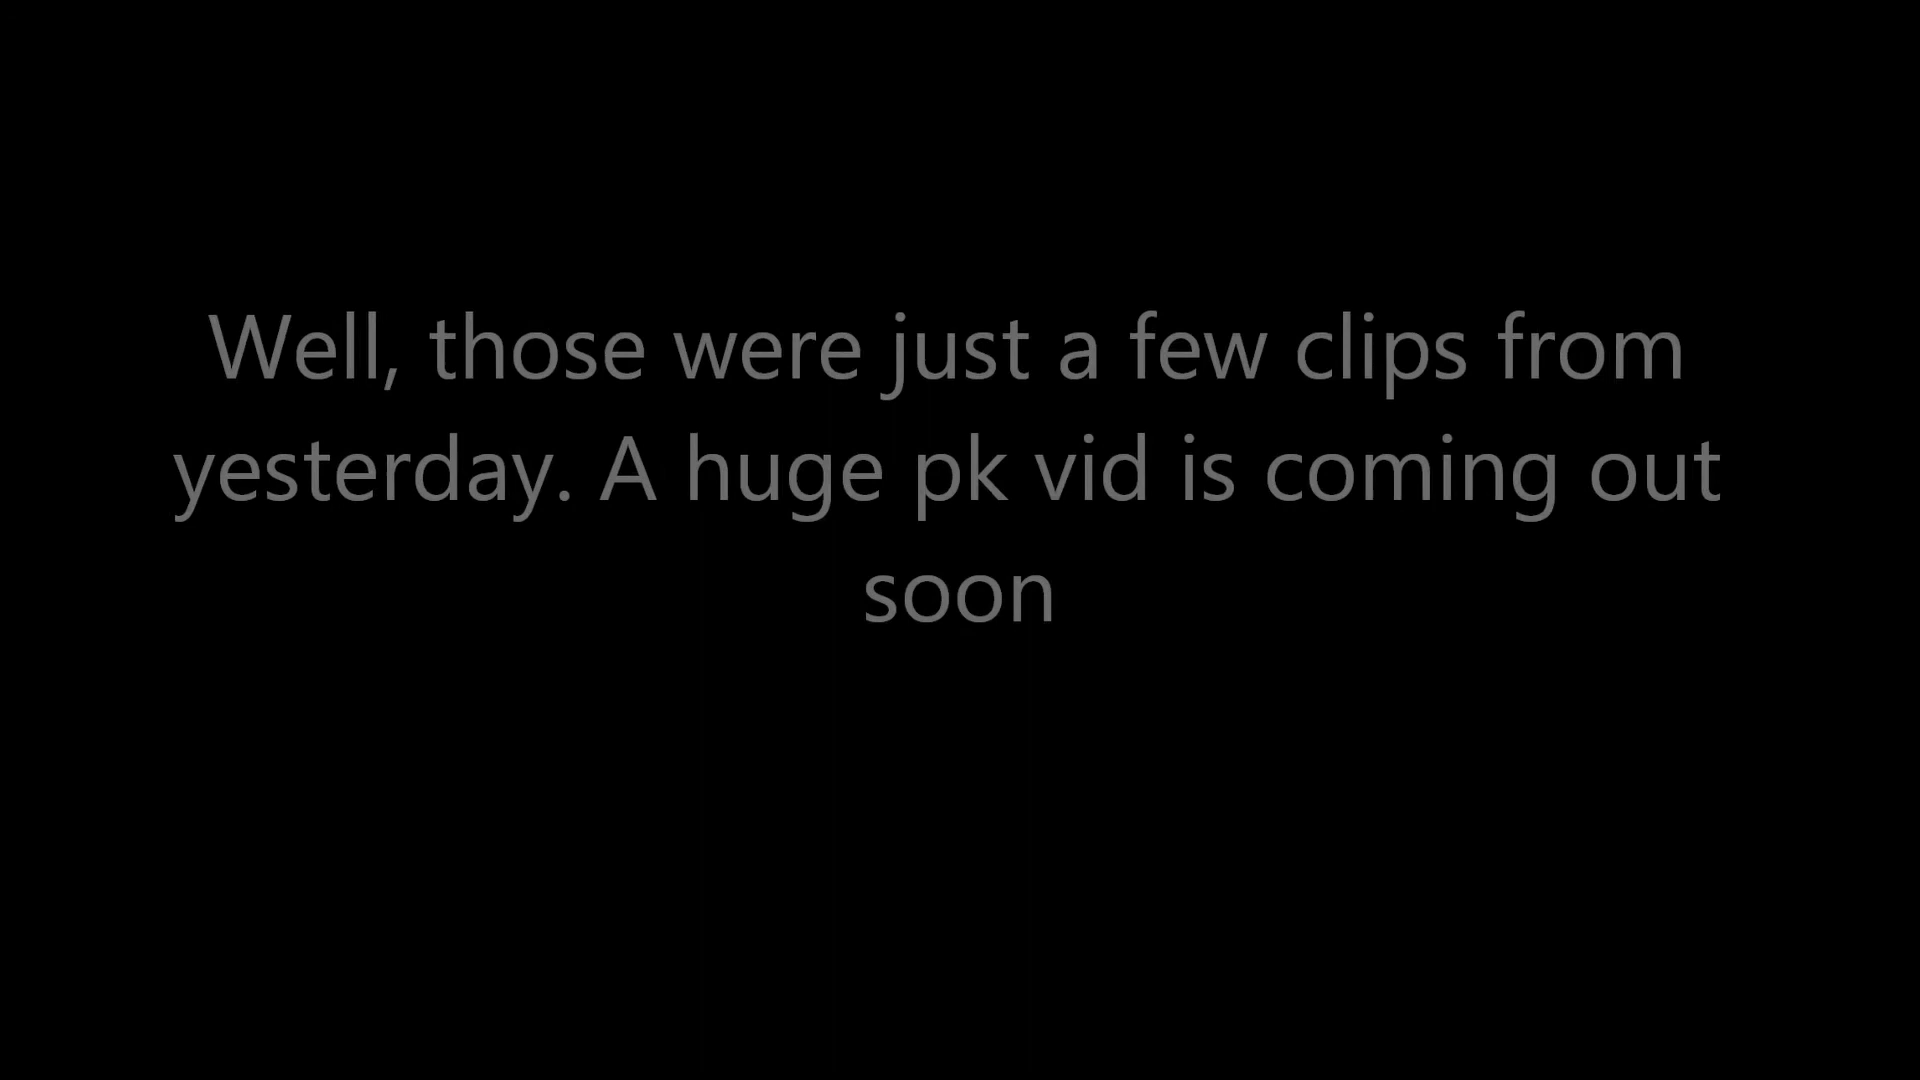 Well, those were just a few clips from
yesterday. A huge pk vid is coming out
soon